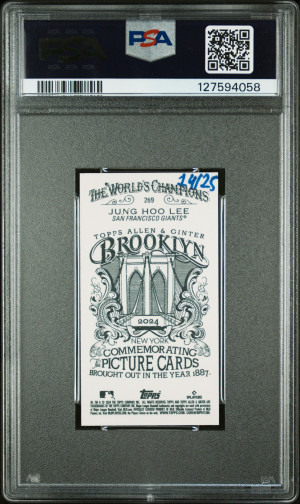 PSA
127594058
14/25
THE WORLD'S CHAMPIONS
269
JUNG HOO LEE
SAN FRANCISCO GIANTS®
TOPPS ALLEN & GINTER
BROOKLYN
2024
NEW YORK
COMMEMORATING
PICTURE CARDS
BROUGHT OUT IN THE YEAR 1887.
Topps